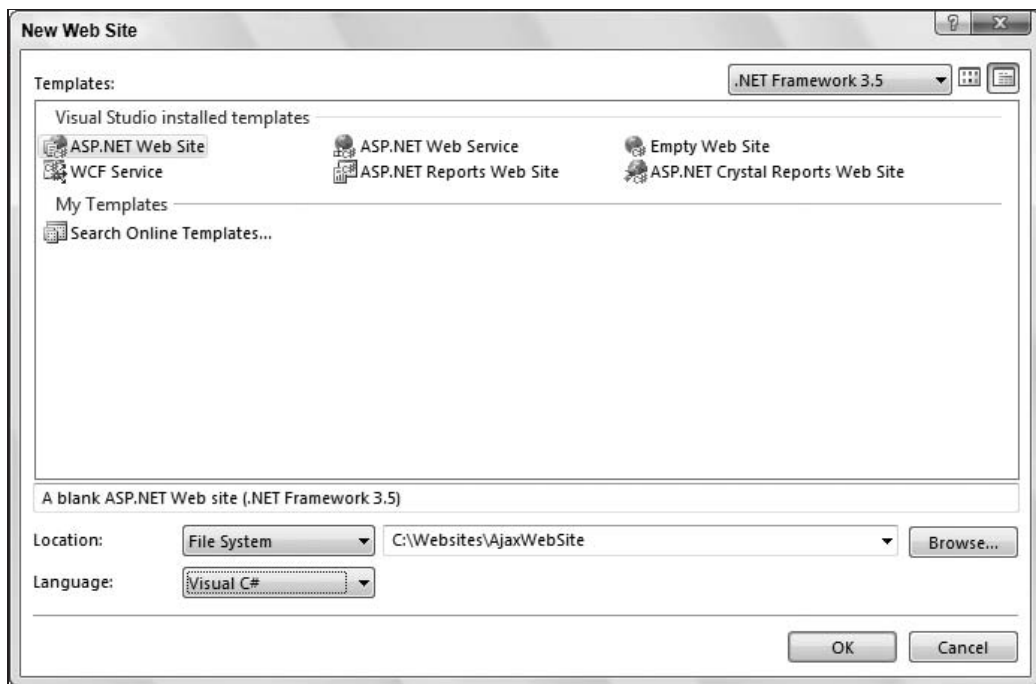 New Web Site
Templates:
.NET Framework 3.5
Visual Studio installed templates
ASP.NET Web Site ASP.NET Web Service Empty Web Site
WCF Service ASP.NET Reports Web Site ASP.NET Crystal Reports Web Site
My Templates
Search Online Templates...
A blank ASP.NET Web site (.NET Framework 3.5)
Location: File System C:\Websites\AjaxWebSite Browse...
Language: Visual C#
OK Cancel